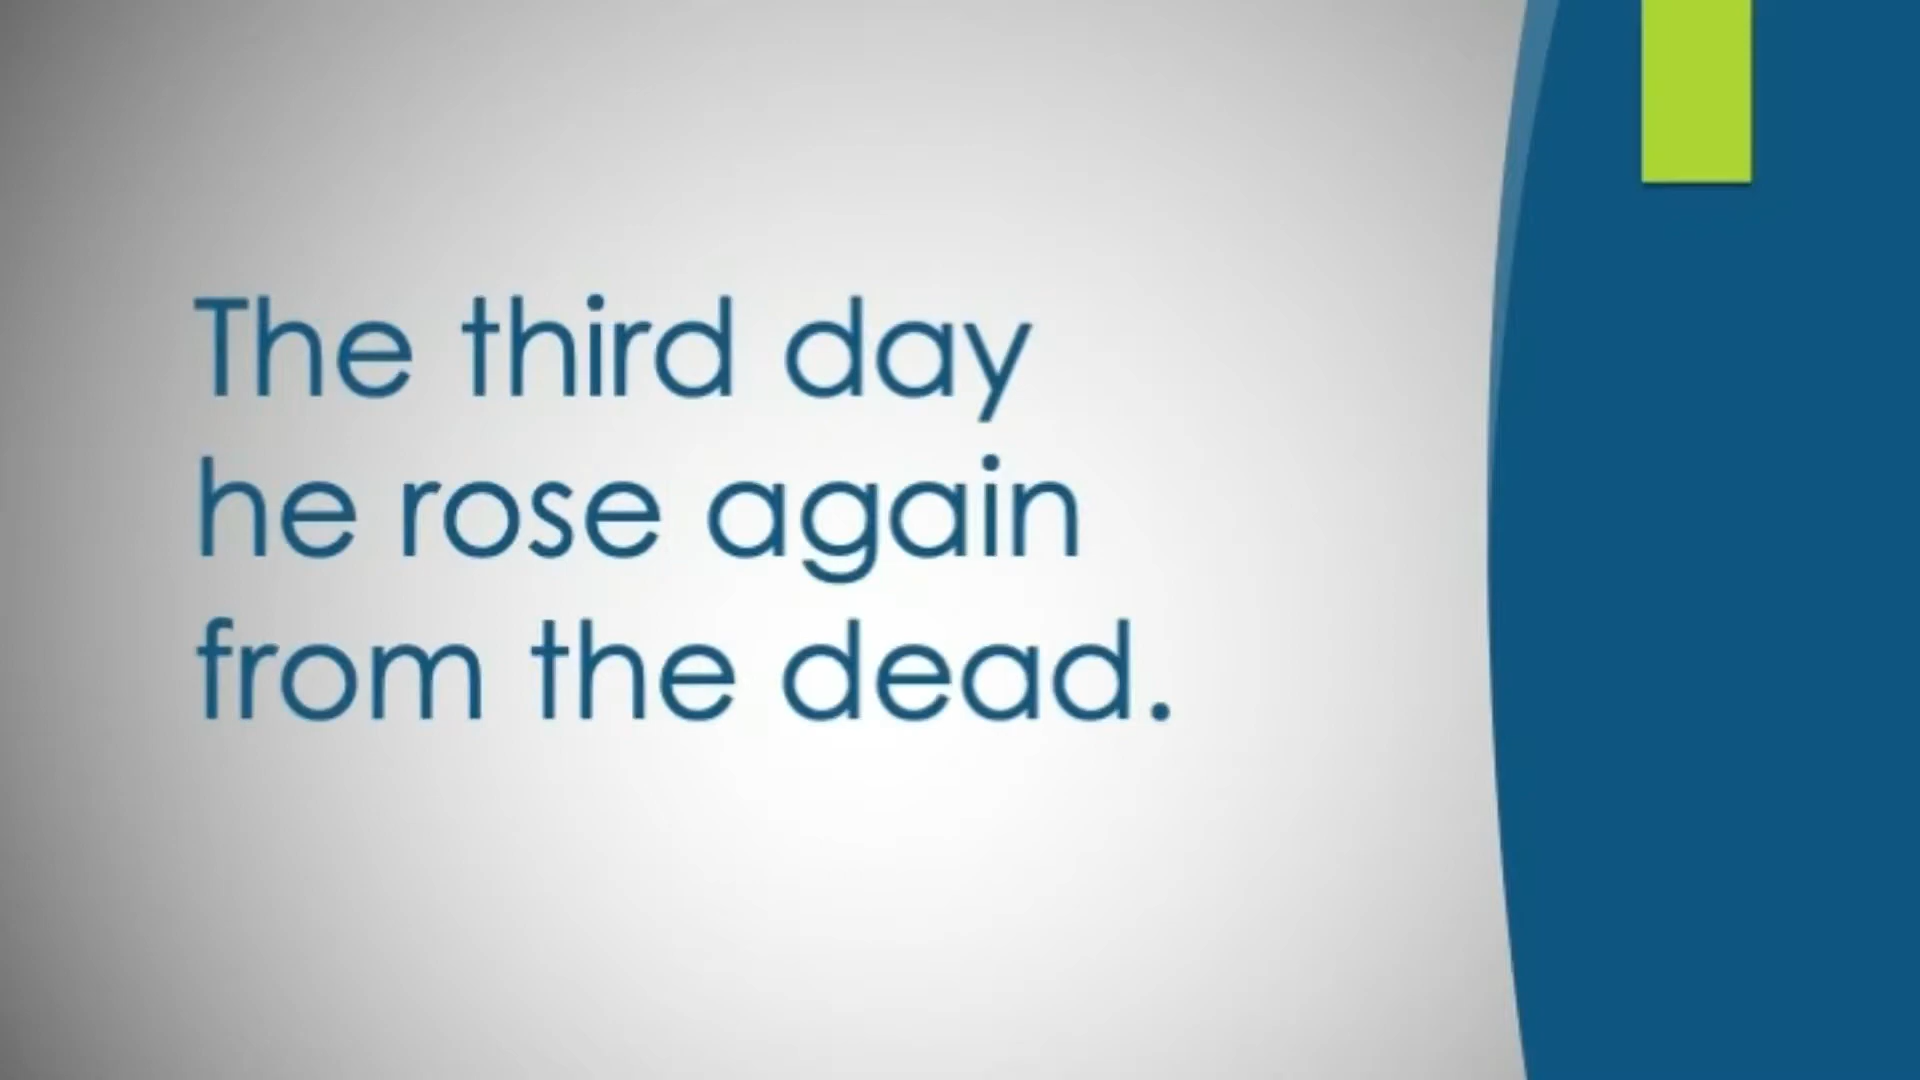 The third day
he rose again
from the dead.